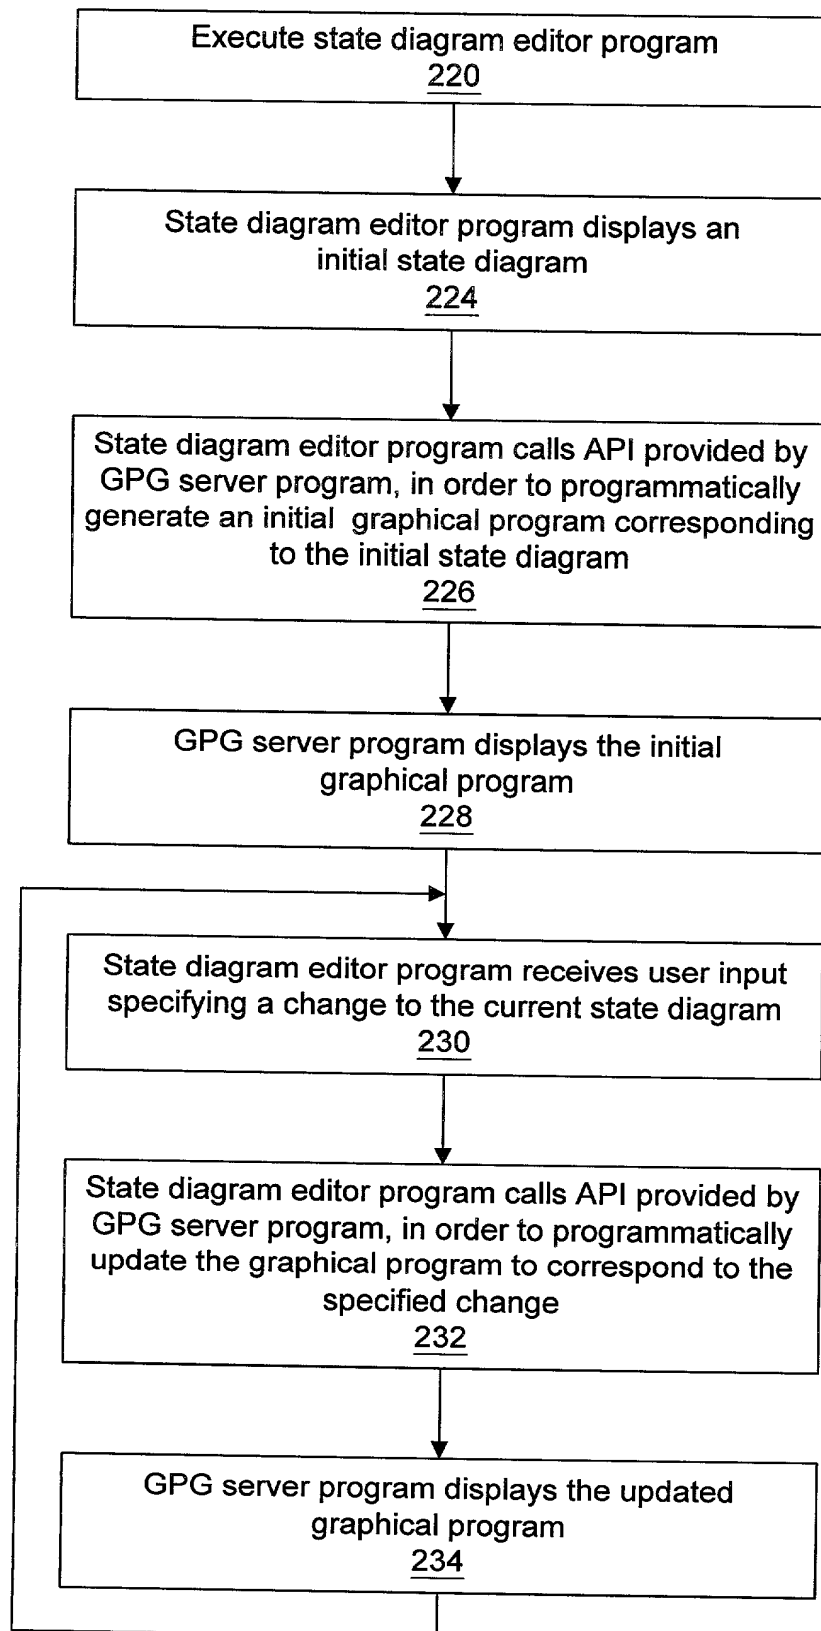 Execute state diagram editor program
220
State diagram editor program displays an
initial state diagram
224
State diagram editor program calls API provided by
GPG server program, in order to programmatically
generate an initial graphical program corresponding
to the initial state diagram
226
GPG server program displays the initial
graphical program
228
State diagram editor program receives user input
specifying a change to the current state diagram
230
State diagram editor program calls API provided by
GPG server program, in order to programmatically
update the graphical program to correspond to the
specified change
232
GPG server program displays the updated
graphical program
234